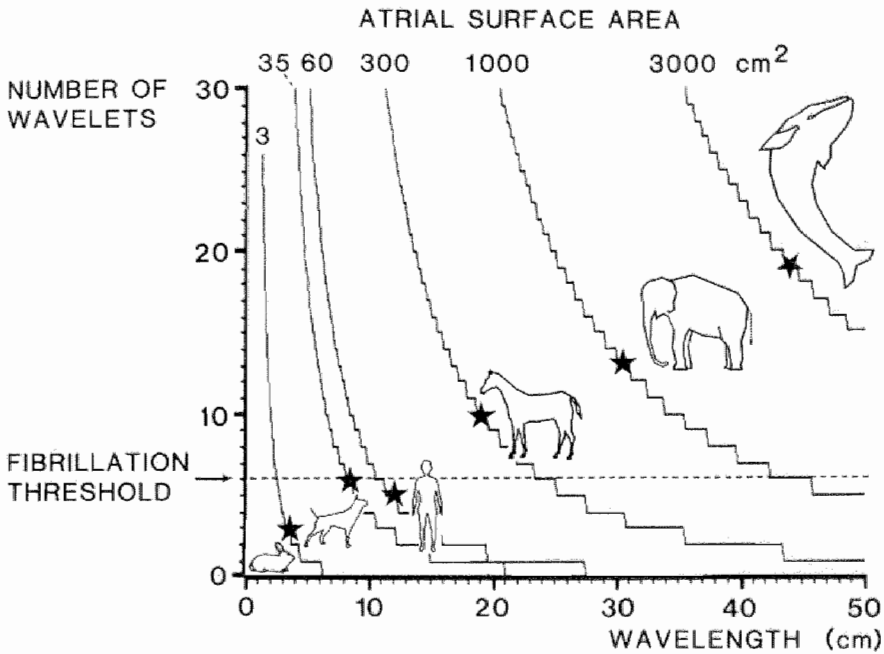 ATRIAL SURFACE AREA
35 60 300 1000 3000 cm²
NUMBER OF
WAVELETS
30
3
20
10
FIBRILLATION
THRESHOLD
0
0 10 20 30 40 50
WAVELENGTH (cm)